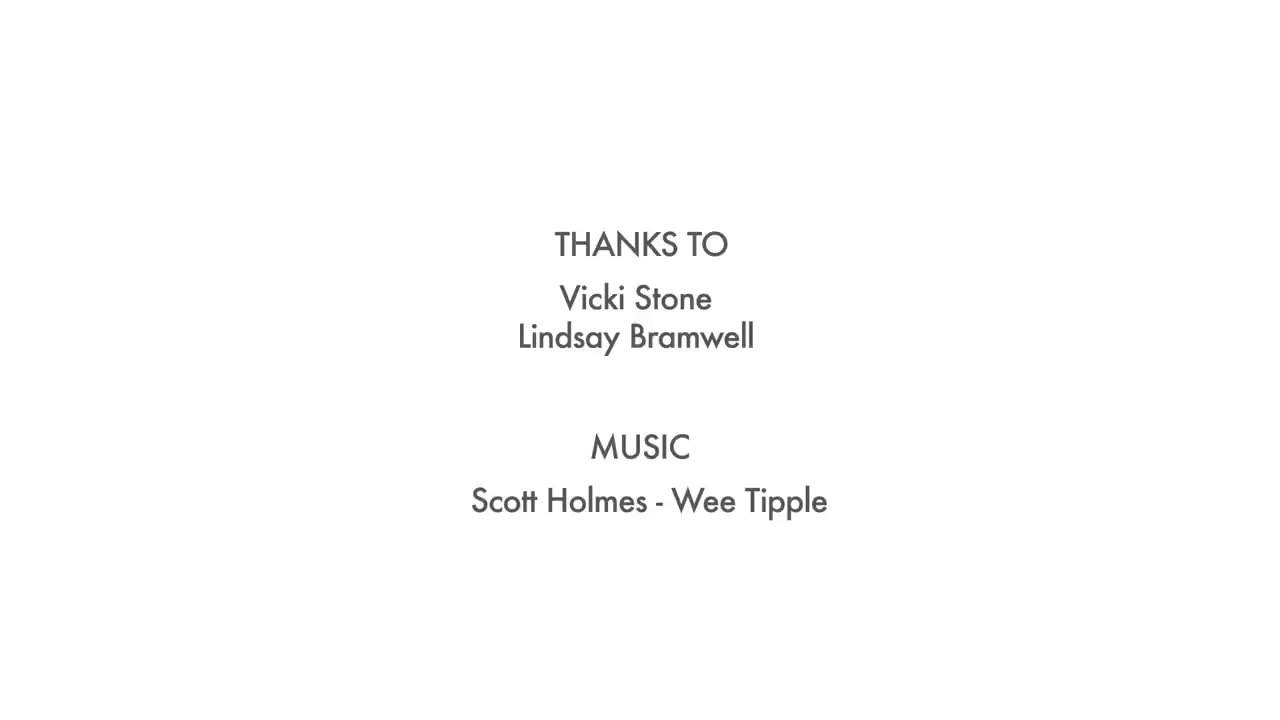 THANKS TO
Vicki Stone
Lindsay Bramwell
MUSIC
Scott Holmes - Wee Tipple